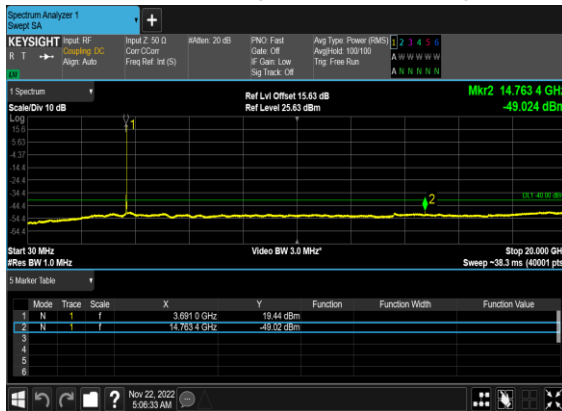 Spectrum Analyzer 1
Swept SA
+
KEYSIGHT Input: RF Input Z: 50 Ω #Atten: 20 dB PNO: Fast Avg Type: Power (RMS) 1 2 3 4 5 6
R T Coupling: DC Corr CCorr Gate: Off Avg|Hold: 100/100 A W W W W W
Align: Auto Freq Ref: Int (S) IF Gain: Low Trig: Free Run
Sig Track: Off A N N N N N
1 Spectrum Ref Lvl Offset 15.63 dB Mkr2 14.763 4 GHz
Scale/Div 10 dB Ref Level 25.63 dBm -49.024 dBm
Log
15.6
5.63
-4.37
-14.4
-24.4
-34.4
-44.4
-54.4
-64.4
1
2
DL1 -40.00 dBm
Start 30 MHz Video BW 3.0 MHz* Stop 20.000 GHz
#Res BW 1.0 MHz Sweep ~38.3 ms (40001 pts)
5 Marker Table
Mode Trace Scale X Y Function Function Width Function Value
1 N 1 f 3.691 0 GHz 19.44 dBm
2 N 1 f 14.763 4 GHz -49.02 dBm
3
4
5
6
? Nov 22, 2022
5:06:33 AM